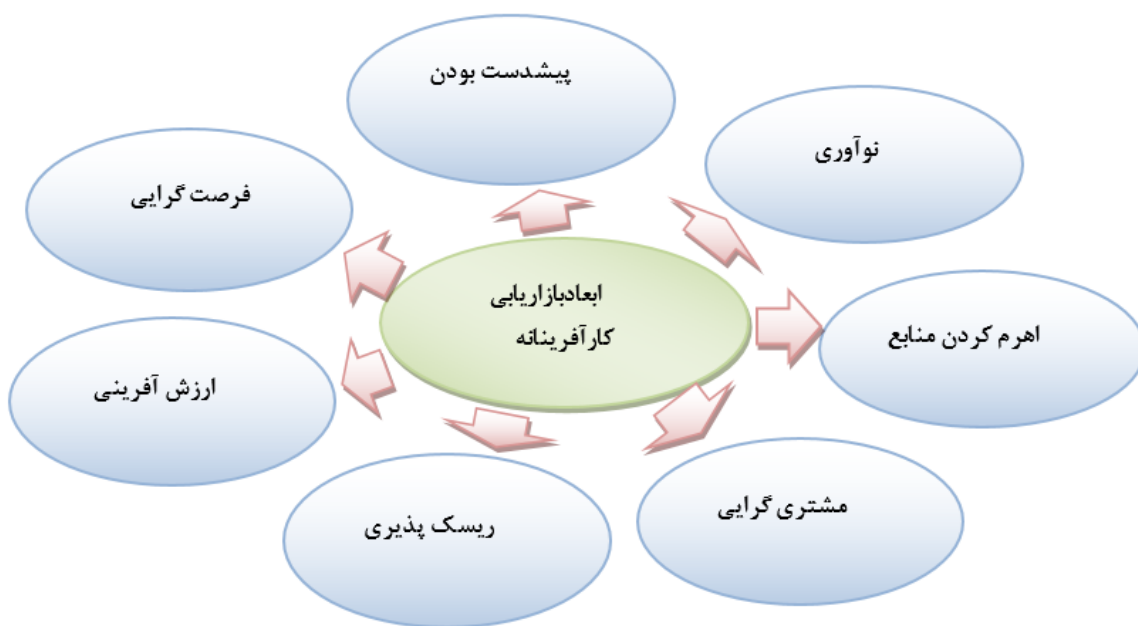 پیشدست بودن
نوآوری
فرصت گرایی
ابعادبازاریابی
کارآفرینانه
اهرم کردن منابع
ارزش آفرینی
مشتری گرایی
ریسک پذیری